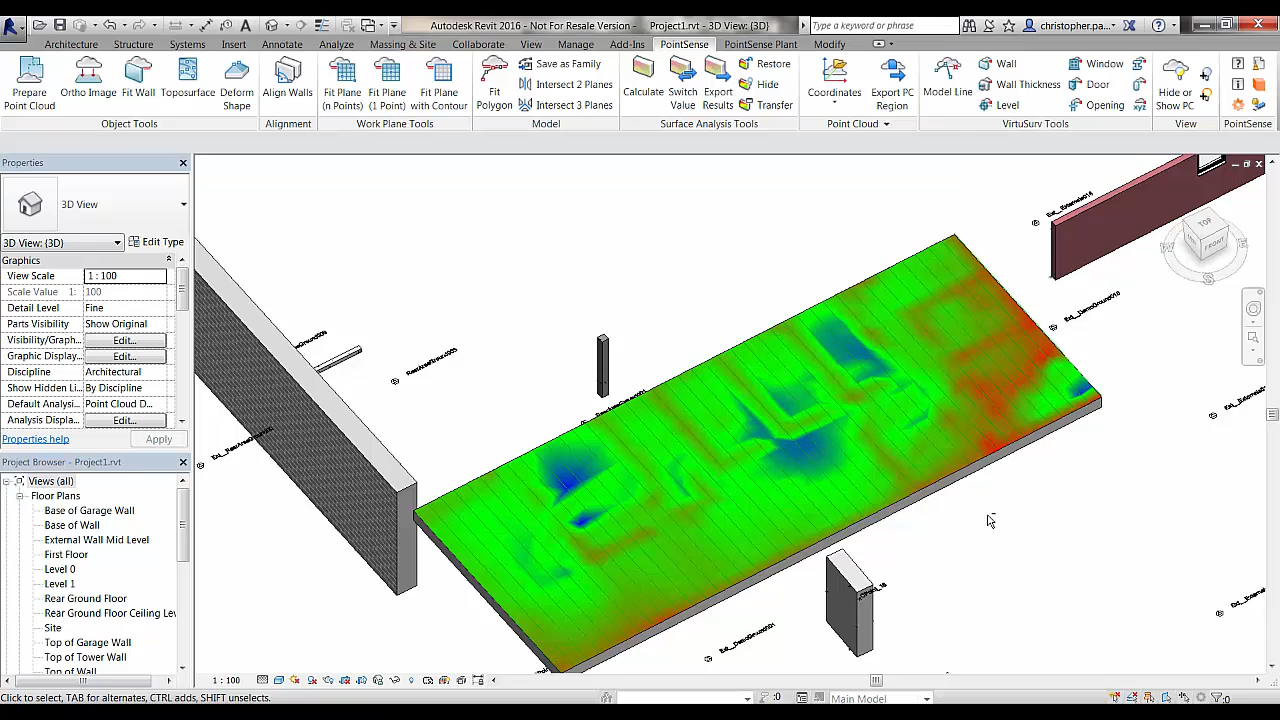 Autodesk Revit 2016 - Not For Resale Version - Project1.rvt - 3D View: {3D}
Type a keyword or phrase
christopher.pa...
Architecture Structure Systems Insert Annotate Analyze Massing & Site Collaborate View Manage Add-Ins PointSense PointSense Plant Modify
Prepare Point Cloud
Ortho Image
Fit Wall
Toposurface
Deform Shape
Object Tools
Align Walls
Alignment
Fit Plane (n Points)
Fit Plane (1 Point)
Fit Plane with Contour
Work Plane Tools
Fit Polygon
Save as Family
Intersect 2 Planes
Intersect 3 Planes
Model
Calculate
Switch Value
Export Results
Restore
Hide
Transfer
Surface Analysis Tools
Coordinates
Export PC Region
Point Cloud
Model Line
Wall
Wall Thickness
Level
Window
Door
Opening
VirtuSurv Tools
Hide or Show PC
View
PointSense
Properties
3D View
3D View: {3D}
Edit Type
Graphics
View Scale 1 : 100
Scale Value 1: 100
Detail Level Fine
Parts Visibility Show Original
Visibility/Graph... Edit...
Graphic Display... Edit...
Discipline Architectural
Show Hidden Li... By Discipline
Default Analysi... Point Cloud D...
Analysis Displa... Edit...
Properties help
Apply
Project Browser - Project1.rvt
Views (all)
Floor Plans
Base of Garage Wall
Base of Wall
External Wall Mid Level
First Floor
Level 0
Level 1
Rear Ground Floor
Rear Ground Floor Ceiling Lev
Site
Top of Garage Wall
Top of Tower Wall
Top of Wall
TOP
FRONT
W
E
S
1 : 100
Click to select, TAB for alternates, CTRL adds, SHIFT unselects.
:0
Main Model
:0